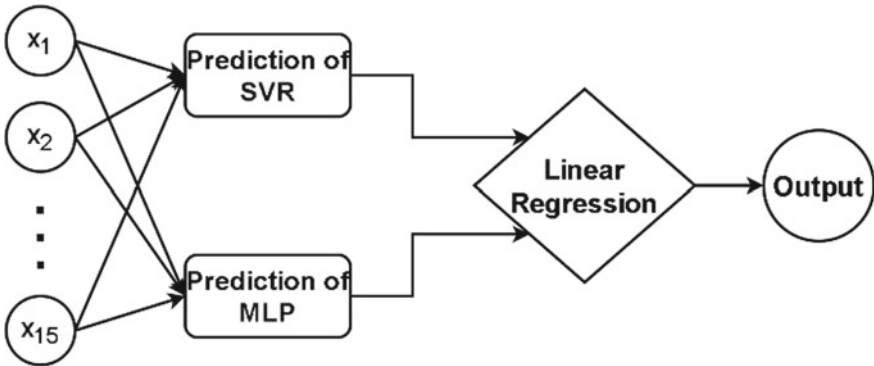 x1
x2
x15
Prediction of
SVR
Prediction of
MLP
Linear
Regression
Output